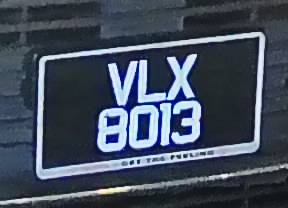 VLX
8013
GET THE FEELING